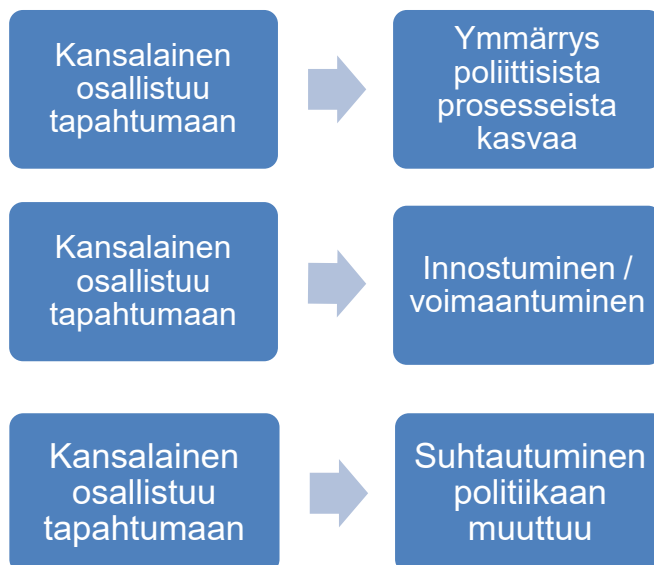 Kansalainen
osallistuu
tapahtumaan
Ymmärrys
poliittisista
prosesseista
kasvaa
Kansalainen
osallistuu
tapahtumaan
Innostuminen /
voimaantuminen
Kansalainen
osallistuu
tapahtumaan
Suhtautuminen
politiikaan
muuttuu